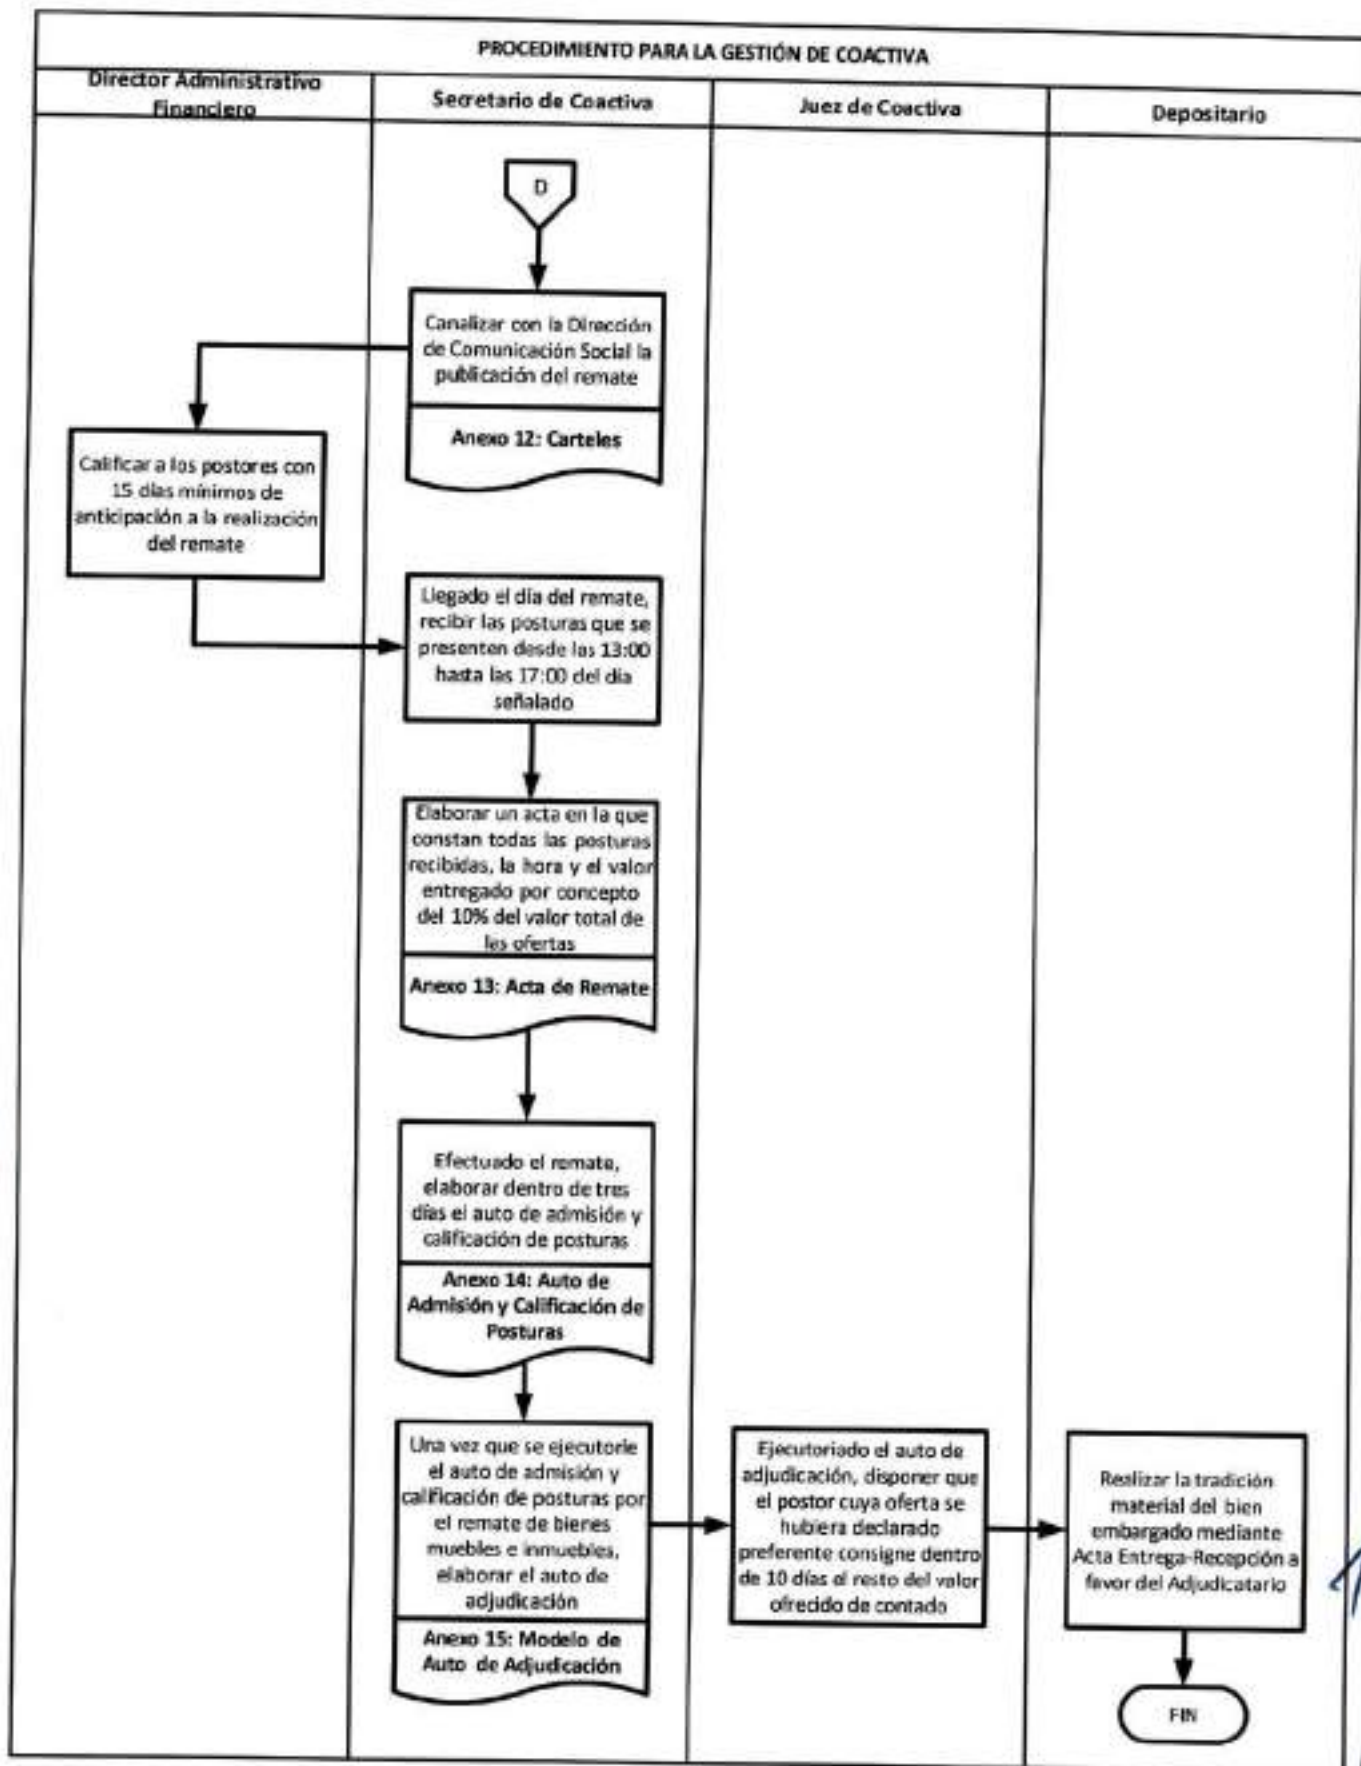 PROCEDIMIENTO PARA LA GESTIÓN DE COACTIVA
Director Administrativo
Financiero
Secretario de Coactiva
Juez de Coactiva
Depositario
D
Canalizar con la Dirección
de Comunicación Social la
publicación del remate
Anexo 12: Carteles
Calificar a los postores con
15 días mínimos de
anticipación a la realización
del remate
Llegado el día del remate,
recibir las posturas que se
presenten desde las 13:00
hasta las 17:00 del día
señalado
Elaborar un acta en la que
constan todas las posturas
recibidas, la hora y el valor
entregado por concepto
del 10% del valor total de
las ofertas
Anexo 13: Acta de Remate
Efectuado el remate,
elaborar dentro de tres
días el auto de admisión y
calificación de posturas
Anexo 14: Auto de
Admisión y Calificación de
Posturas
Una vez que se ejecutorie
el auto de admisión y
calificación de posturas por
el remate de bienes
muebles e inmuebles,
elaborar el auto de
adjudicación
Anexo 15: Modelo de
Auto de Adjudicación
Ejecutoriado el auto de
adjudicación, disponer que
el postor cuya oferta se
hubiera declarado
preferente consigne dentro
de 10 días el resto del valor
ofrecido de contado
Realizar la tradición
material del bien
embargado mediante
Acta Entrega-Recepción a
favor del Adjudicatario
FIN